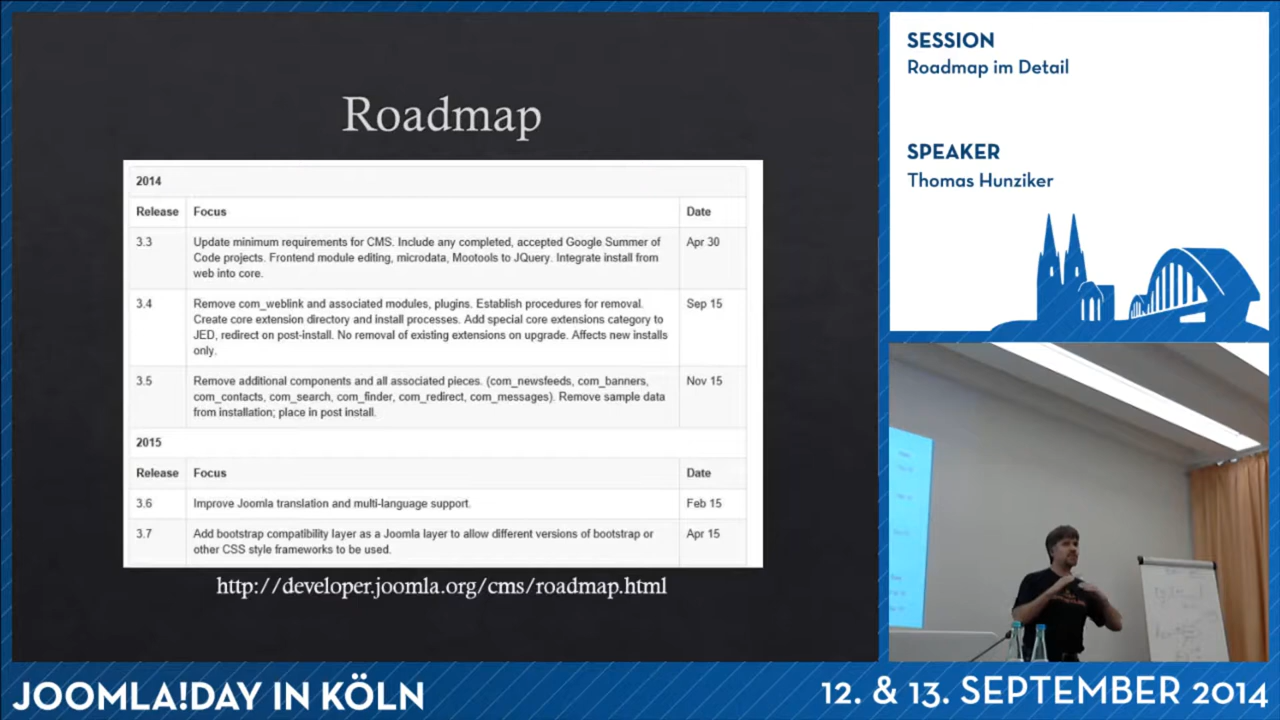 Roadmap
2014
Release Focus Date
3.3 Update minimum requirements for CMS. Include any completed, accepted Google Summer of Apr 30
Code projects. Frontend module editing, microdata, Mootools to JQuery. Integrate install from
web into core.
3.4 Remove com_weblink and associated modules, plugins. Establish procedures for removal. Sep 15
Create core extension directory and install processes. Add special core extensions category to
JED, redirect on post-install. No removal of existing extensions on upgrade. Affects new installs
only.
3.5 Remove additional components and all associated pieces. (com_newsfeeds, com_banners, Nov 15
com_contacts, com_search, com_finder, com_redirect, com_messages). Remove sample data
from installation; place in post install.
2015
Release Focus Date
3.6 Improve Joomla translation and multi-language support. Feb 15
3.7 Add bootstrap compatibility layer as a Joomla layer to allow different versions of bootstrap or Apr 15
other CSS style frameworks to be used.
http://developer.joomla.org/cms/roadmap.html
SESSION
Roadmap im Detail
SPEAKER
Thomas Hunziker
JOOMLA!DAY IN KÖLN
12. & 13. SEPTEMBER 2014